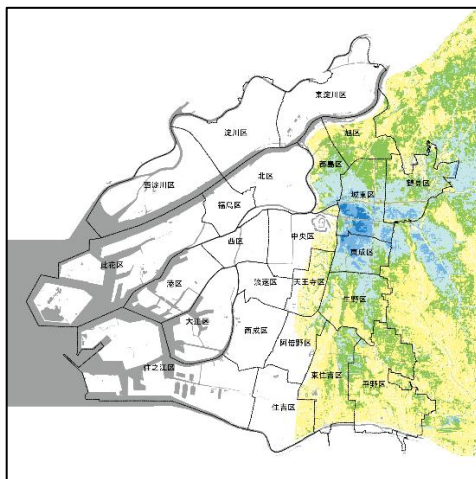 東淀川区
淀川区
旭区
都島区
鶴見区
西淀川区
北区
城東区
福島区
此花区
西区
中央区
東成区
港区
浪速区
天王寺区
生野区
大正区
西成区
阿倍野区
住之江区
東住吉区
平野区
住吉区